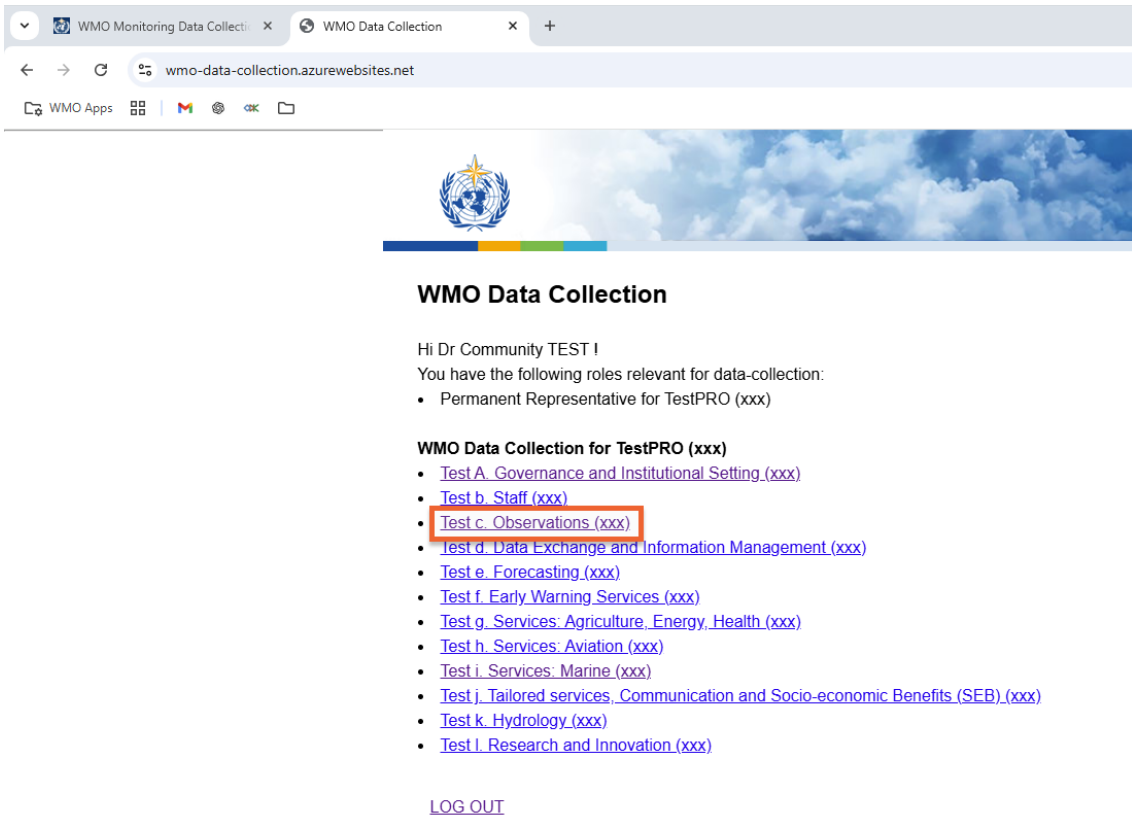 WMO Monitoring Data Collecti
WMO Data Collection
wmo-data-collection.azurewebsites.net
WMO Apps
WMO Data Collection
Hi Dr Community TEST !
You have the following roles relevant for data-collection:
• Permanent Representative for TestPRO (xxx)
WMO Data Collection for TestPRO (xxx)
• Test A. Governance and Institutional Setting (xxx)
• Test b. Staff (xxx)
• Test c. Observations (xxx)
• Test d. Data Exchange and Information Management (xxx)
• Test e. Forecasting (xxx)
• Test f. Early Warning Services (xxx)
• Test g. Services: Agriculture, Energy, Health (xxx)
• Test h. Services: Aviation (xxx)
• Test i. Services: Marine (xxx)
• Test j. Tailored services, Communication and Socio-economic Benefits (SEB) (xxx)
• Test k. Hydrology (xxx)
• Test l. Research and Innovation (xxx)
LOG OUT